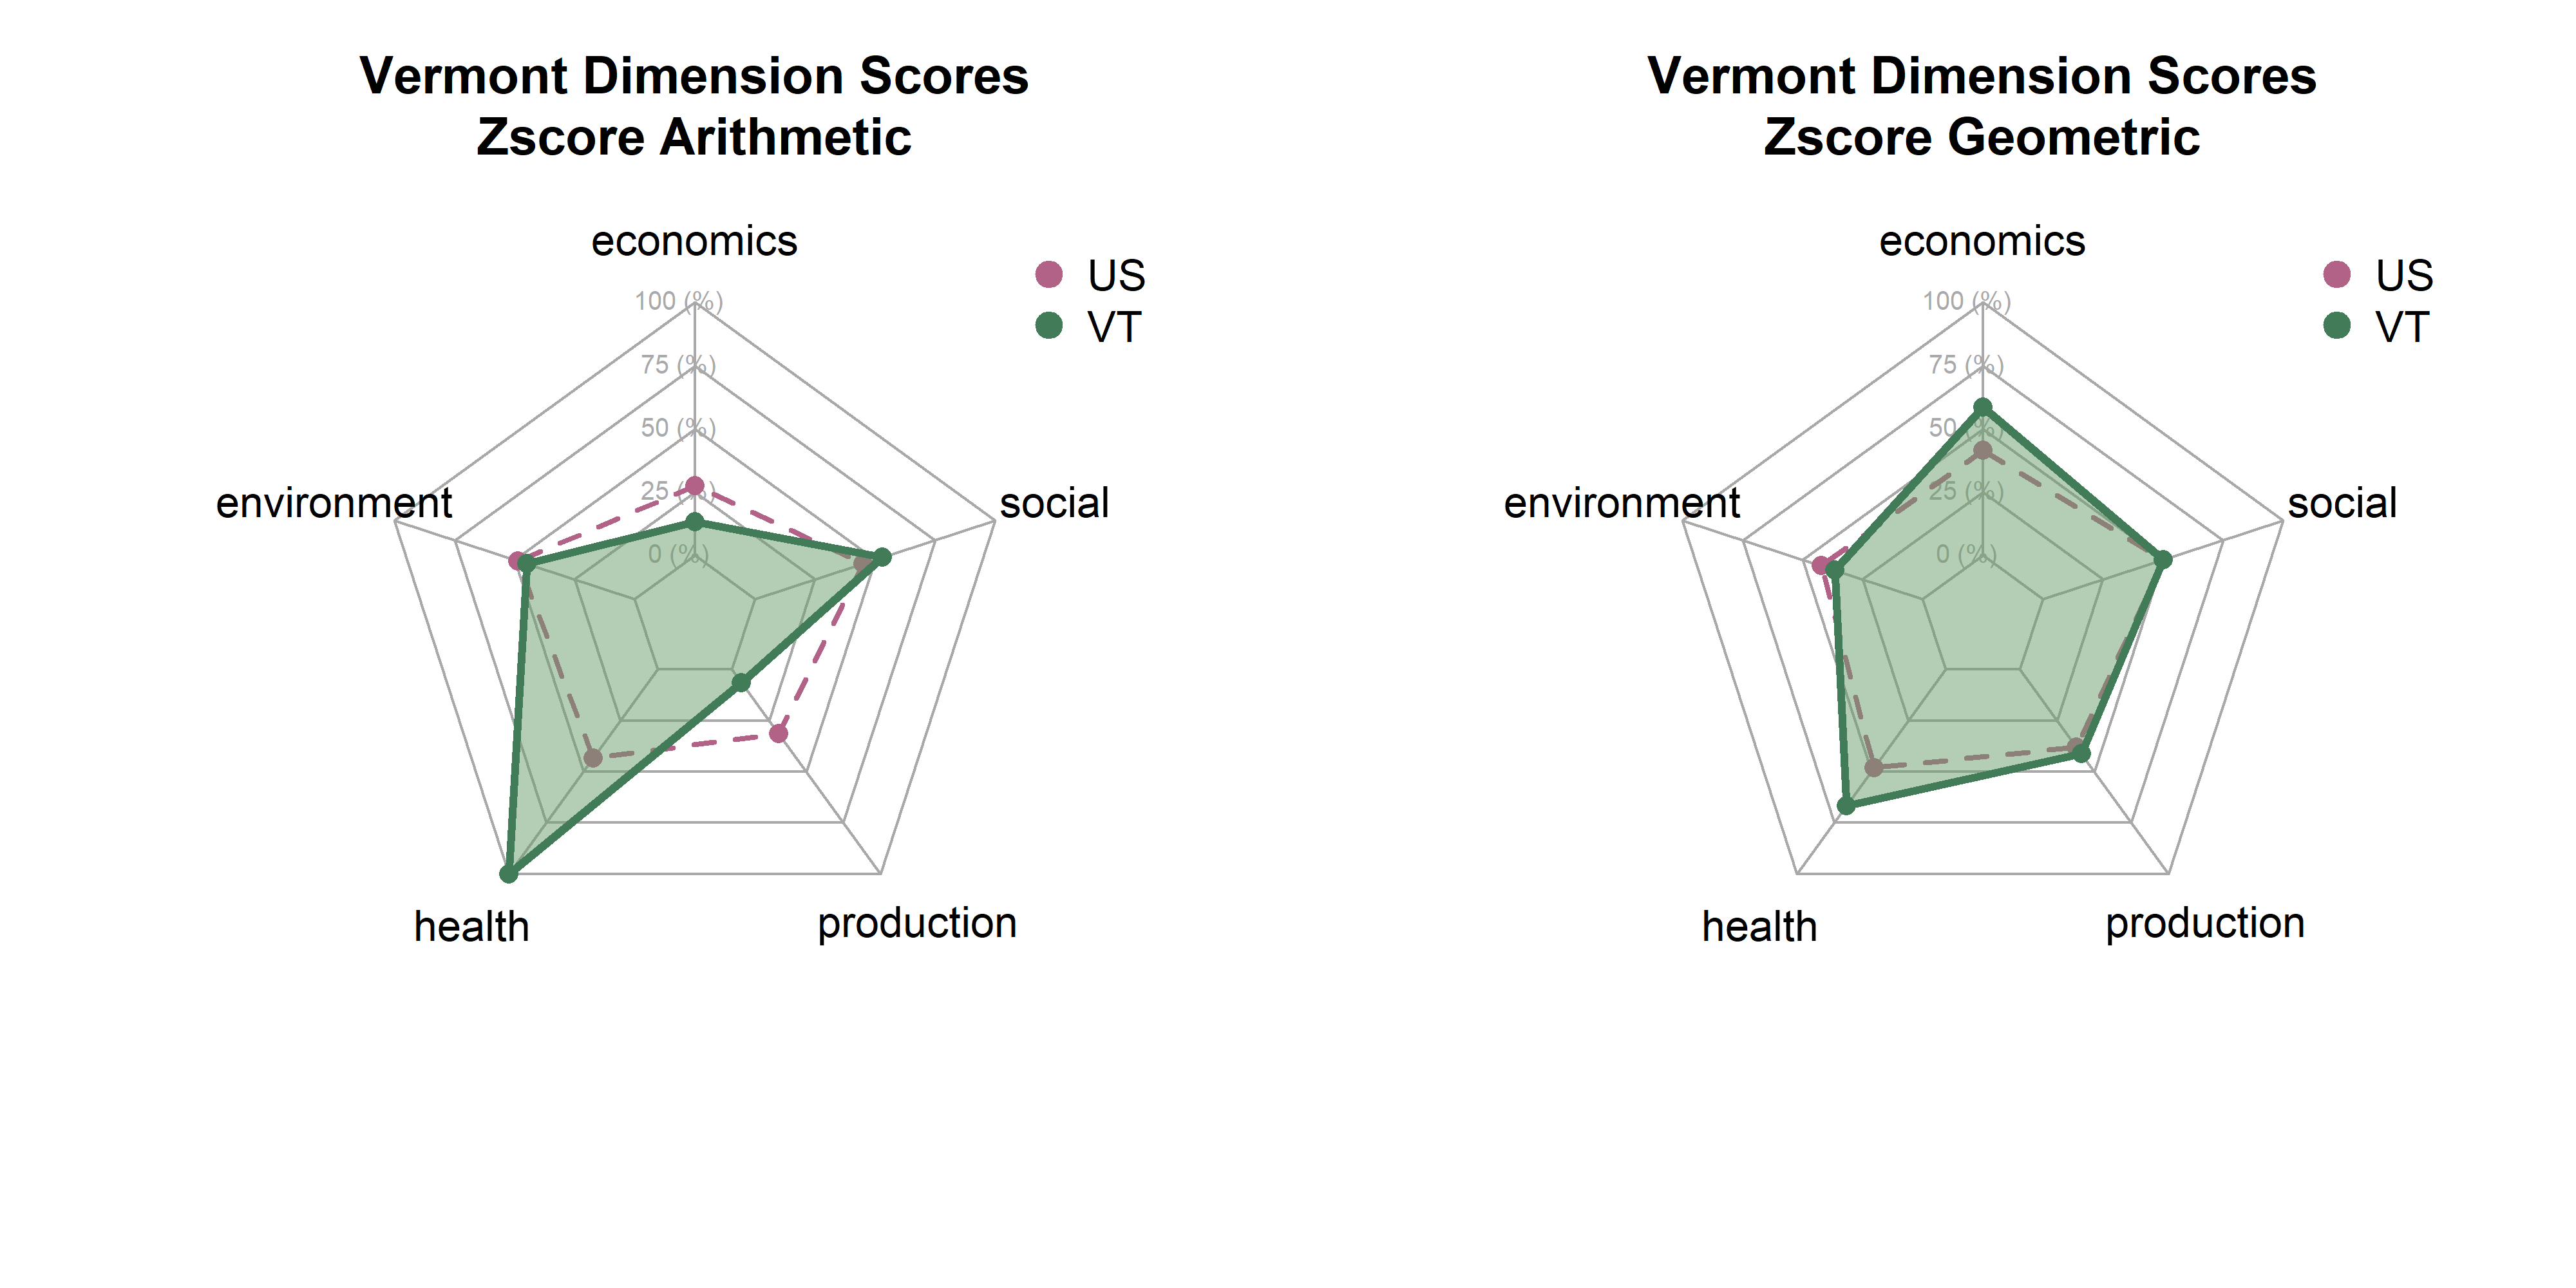 Vermont Dimension Scores
Zscore Arithmetic
economics
US
VT
100 (%)
75 (%)
50 (%)
25 (%)
0 (%)
environment
social
health
production
Vermont Dimension Scores
Zscore Geometric
economics
US
VT
100 (%)
75 (%)
50 (%)
25 (%)
0 (%)
environment
social
health
production